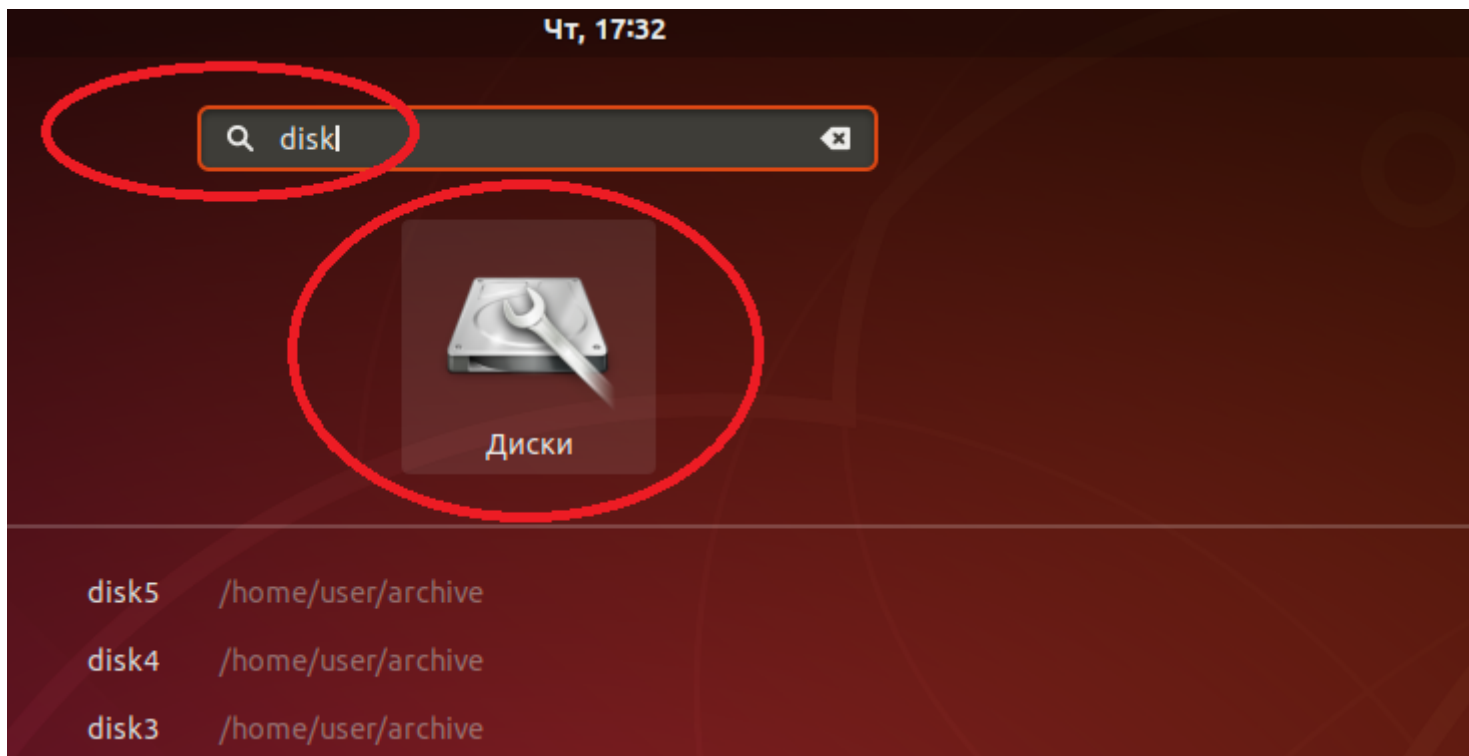 Чт, 17:32
disk
Диски
disk5 /home/user/archive
disk4 /home/user/archive
disk3 /home/user/archive